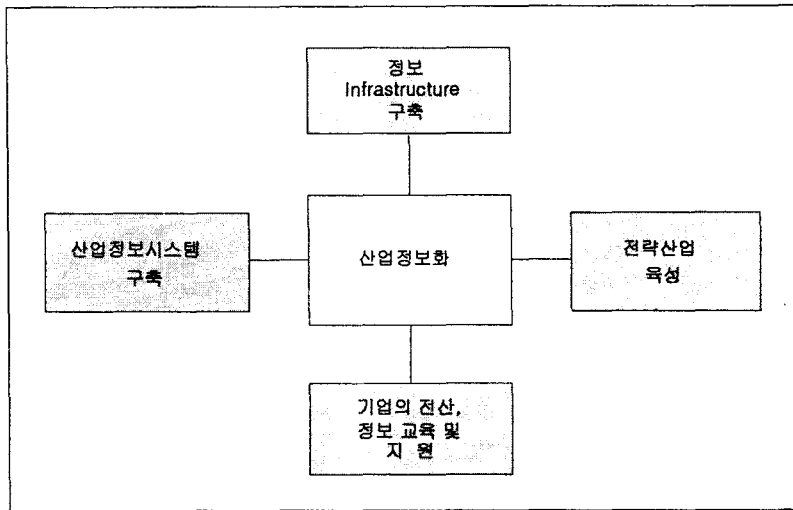 정보
Infrastructure
구축
산업정보시스템
구축
산업정보화
전략산업
육성
기업의 전산,
정보 교육 및
지 원